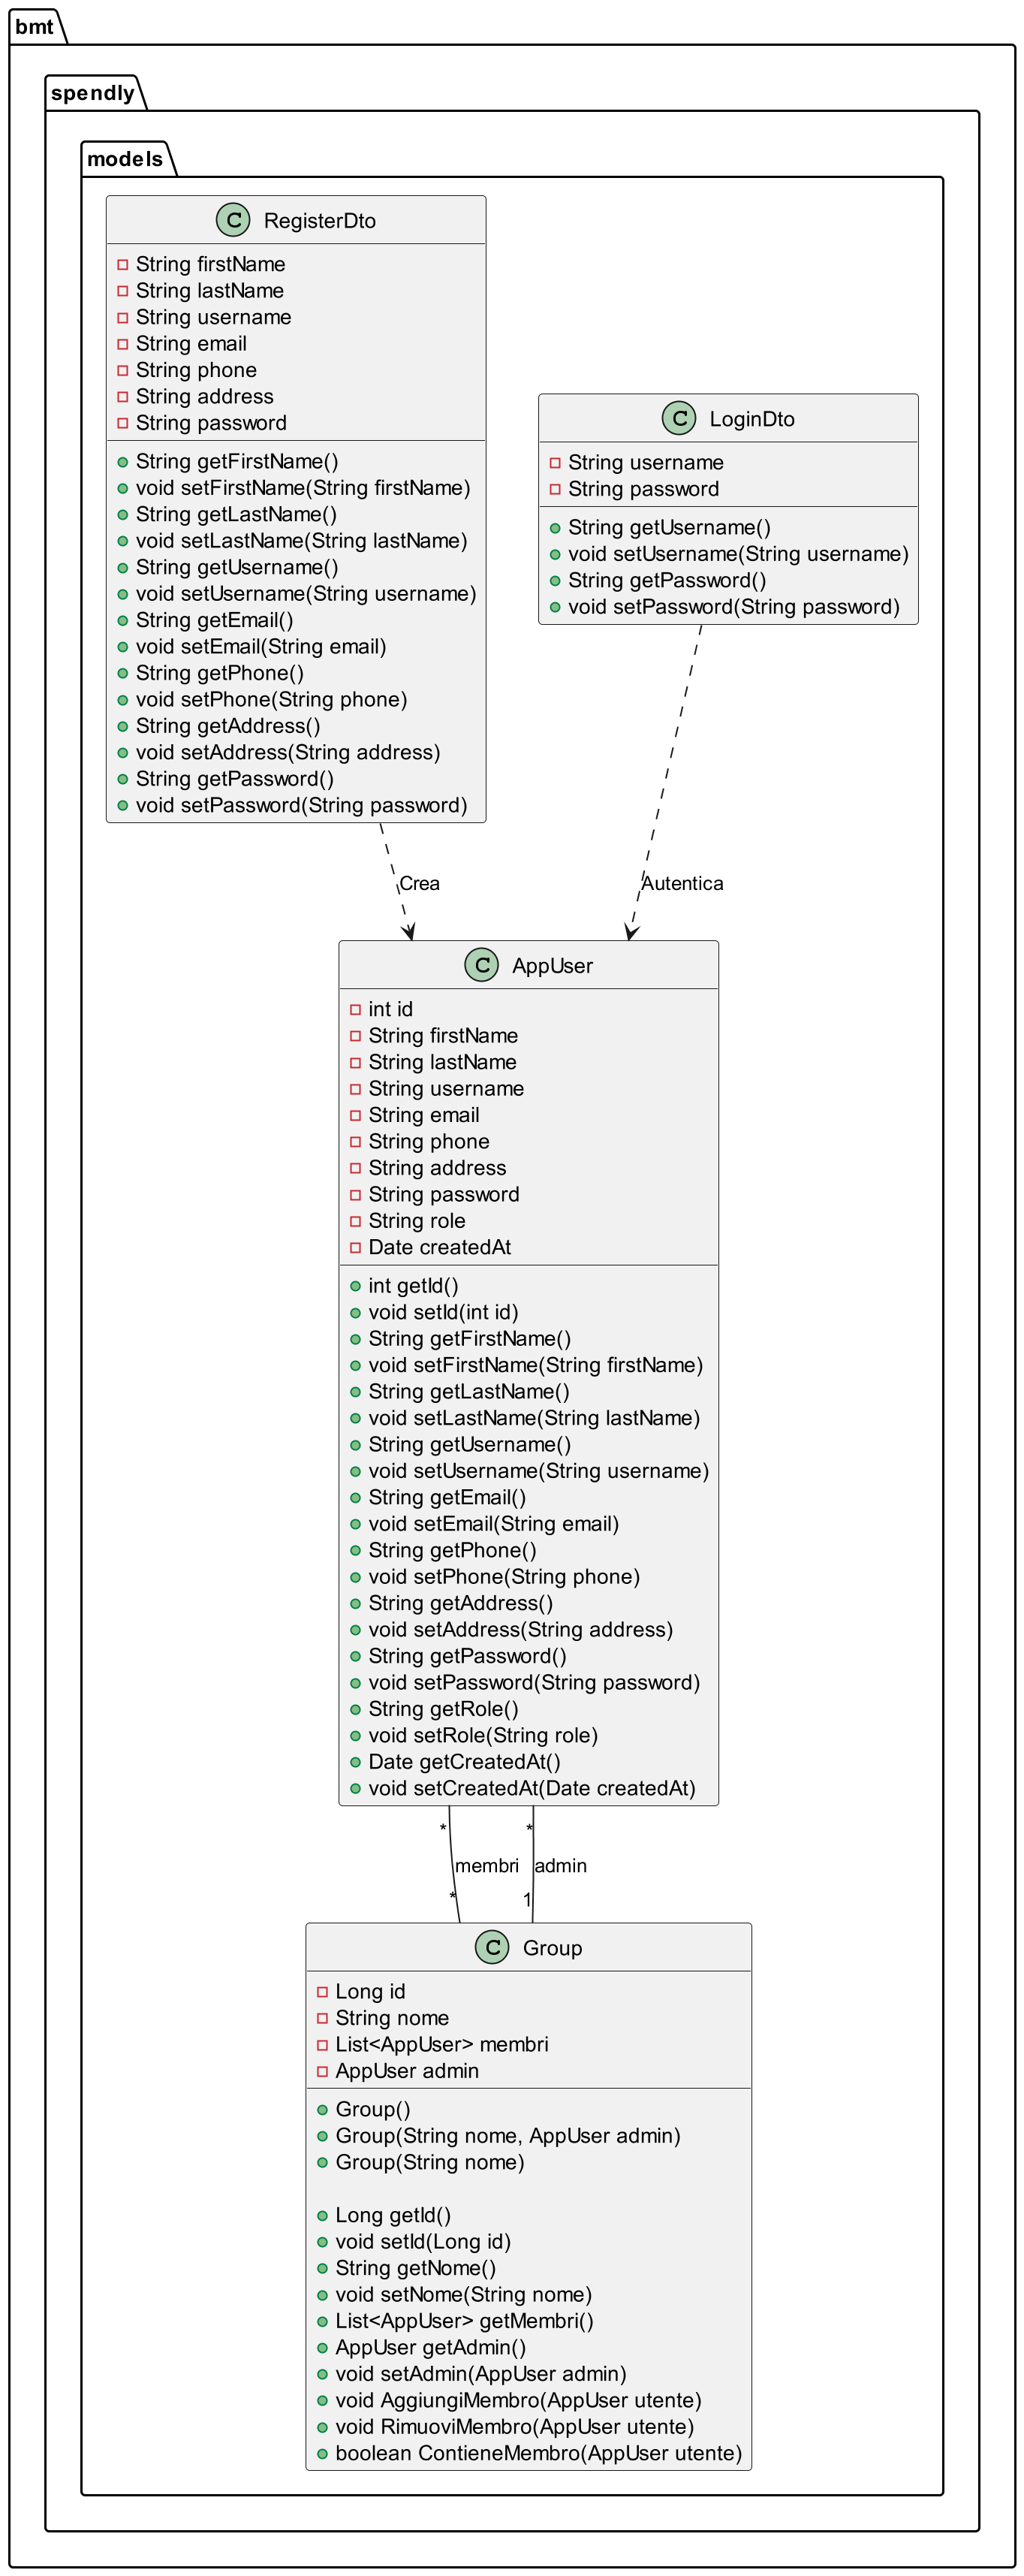 bmt
spendly
models
C RegisterDto
String firstName
String lastName
String username
String email
String phone
String address
String password
String getFirstName()
void setFirstName(String firstName)
String getLastName()
void setLastName(String lastName)
String getUsername()
void setUsername(String username)
String getEmail()
void setEmail(String email)
String getPhone()
void setPhone(String phone)
String getAddress()
void setAddress(String address)
String getPassword()
void setPassword(String password)
C LoginDto
String username
String password
String getUsername()
void setUsername(String username)
String getPassword()
void setPassword(String password)
Crea
Autentica
C AppUser
int id
String firstName
String lastName
String username
String email
String phone
String address
String password
String role
Date createdAt
int getId()
void setId(int id)
String getFirstName()
void setFirstName(String firstName)
String getLastName()
void setLastName(String lastName)
String getUsername()
void setUsername(String username)
String getEmail()
void setEmail(String email)
String getPhone()
void setPhone(String phone)
String getAddress()
void setAddress(String address)
String getPassword()
void setPassword(String password)
String getRole()
void setRole(String role)
Date getCreatedAt()
void setCreatedAt(Date createdAt)
* *
membri admin
* 1
C Group
Long id
String nome
List<AppUser> membri
AppUser admin
Group()
Group(String nome, AppUser admin)
Group(String nome)
Long getId()
void setId(Long id)
String getNome()
void setNome(String nome)
List<AppUser> getMembri()
AppUser getAdmin()
void setAdmin(AppUser admin)
void AggiungiMembro(AppUser utente)
void RimuoviMembro(AppUser utente)
boolean ContieneMembro(AppUser utente)